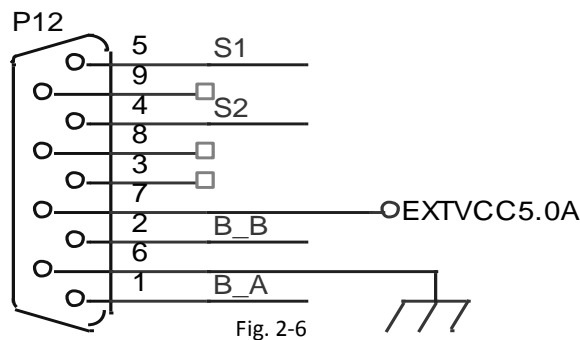 P12
5 S1
9
4 S2
8
3
7 EXTVCC5.0A
2 B_B
6
1 B_A
Fig. 2-6